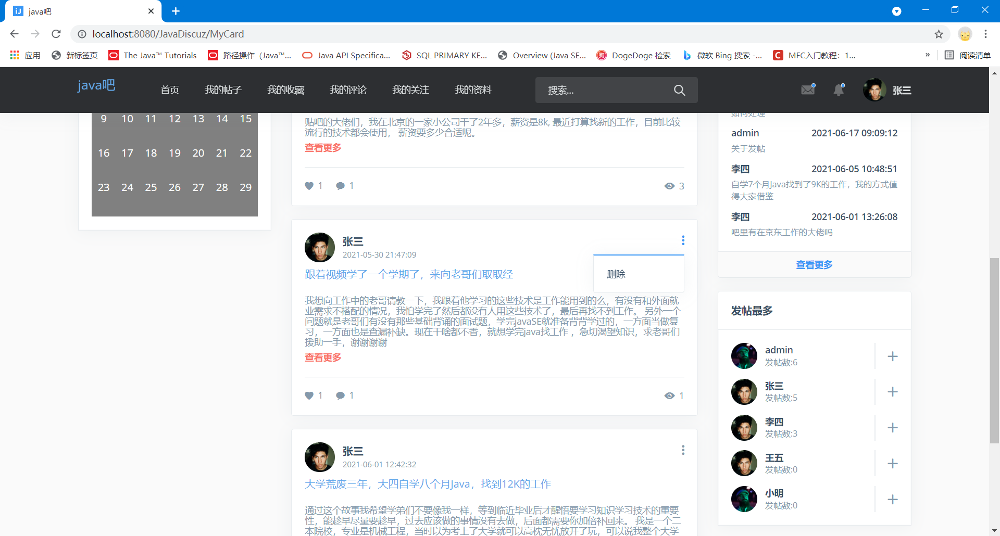 java吧
localhost:8080/JavaDiscuz/MyCard
应用
新标签页
The Java™ Tutorials
路径操作（Java™...
Java API Specifica...
SQL PRIMARY KE...
Overview (Java SE...
DogeDoge 检索
微软 Bing 搜索 -...
MFC入门教程：1...
»
阅读清单
java吧
首页
我的帖子
我的收藏
我的评论
我的关注
我的资料
搜索...
张三
9 10 11 12 13 14 15
16 17 18 19 20 21 22
23 24 25 26 27 28 29
贴吧的大佬们，我在北京的一家小公司干了2年多，薪资是8k, 最近打算找新的工作，目前比较
流行的技术都会使用， 薪资要多少合适呢。
查看更多
1 1 3
张三
2021-05-30 21:47:09
删除
跟着视频学了一个学期了，来向老哥们取取经
我想向工作中的老哥请教一下，我跟着他学习的这些技术是工作能用到的么，有没有和外面就
业需求不搭配的情况，我怕学完了然后都没有人用这些技术了，最后再找不到工作。 另外一个
问题就是老哥们有没有那些基础背诵的面试题，学完javaSE就准备背背学过的，一方面当做复
习，一方面也是查漏补缺。现在干啥都不香，就想学完java找工作 ，急切渴望知识，求老哥们
援助一手，谢谢谢谢
查看更多
1 1 1
张三
2021-06-01 12:42:32
大学荒废三年，大四自学八个月Java，找到12K的工作
通过这个故事我希望学弟们不要像我一样，等到临近毕业后才醒悟要学习知识学习技术的重要
性，能趁早尽量要趁早，过去应该做的事情没有去做，后面都需要你加倍补回来。 我是一个二
本院校，专业是机械工程，当时以为考上了大学就可以高枕无忧放开了玩，可以说我整个大学
如何处理
admin 2021-06-17 09:09:12
关于发帖
李四 2021-06-05 10:48:51
自学7个月Java找到了9K的工作，我的方式值
得大家借鉴
李四 2021-06-01 13:26:08
吧里有在京东工作的大佬吗
查看更多
发帖最多
admin
发帖数:6
张三
发帖数:5
李四
发帖数:3
王五
发帖数:0
小明
发帖数:0